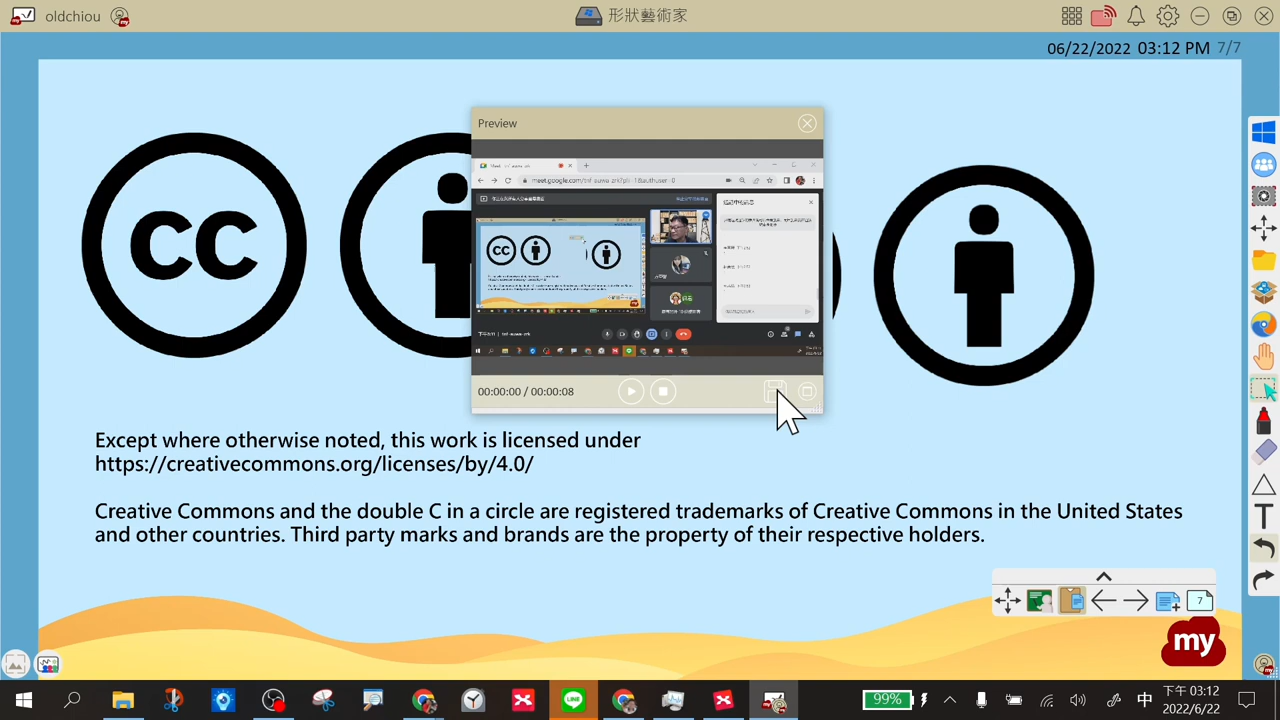 oldchiou
形狀藝術家
06/22/2022 03:12 PM 7/7
Preview
CC
00:00:00 / 00:00:08
Except where otherwise noted, this work is licensed under
https://creativecommons.org/licenses/by/4.0/
Creative Commons and the double C in a circle are registered trademarks of Creative Commons in the United States
and other countries. Third party marks and brands are the property of their respective holders.
7
my
99%
中
下午 03:12
2022/6/22